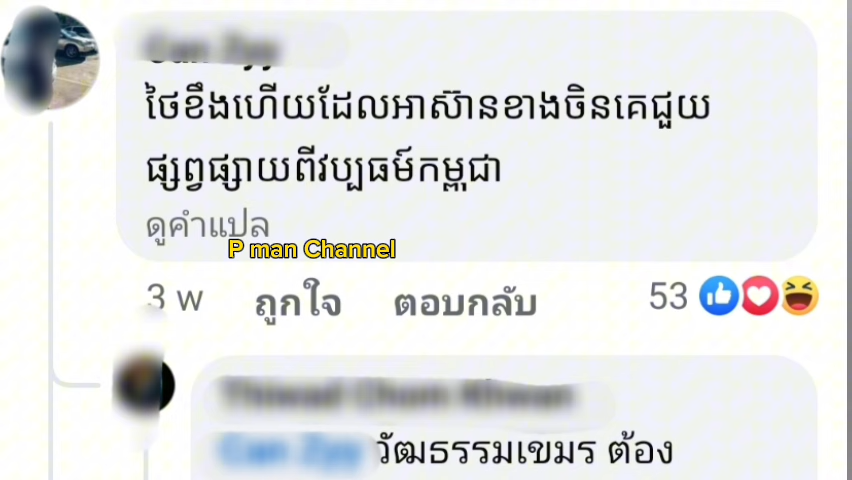 ថៃខឹងហើយដែលអាស៊ានខាងចិនគេជួយ
ផ្សព្វផ្សាយពីវប្បធម៍កម្ពុជា
ดูคำแปล
P man Channel
3 w ถูกใจ ตอบกลับ 53
วัฒธรรมเขมร ต้อง